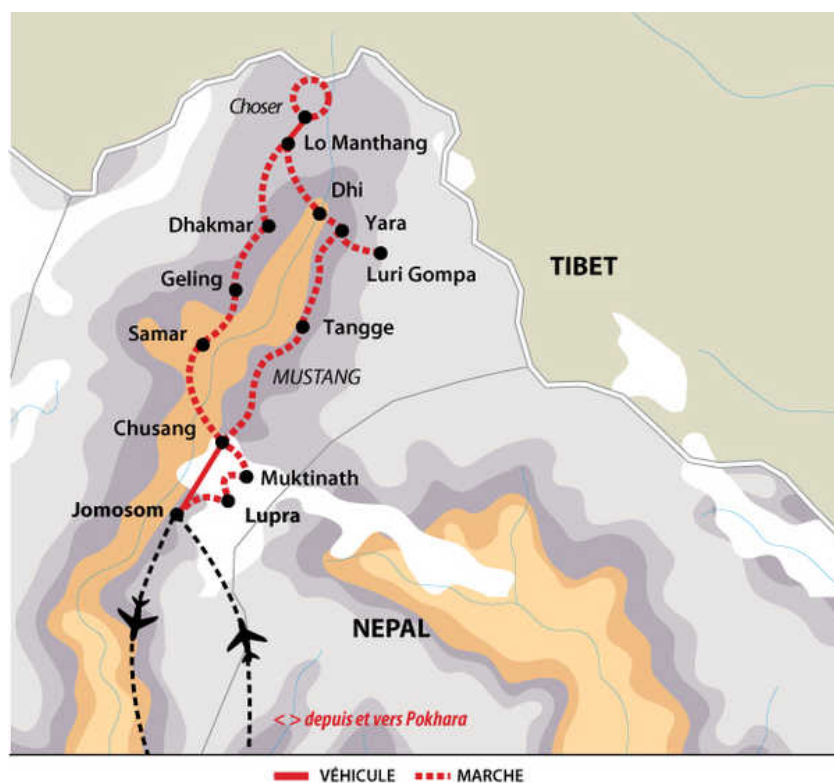 Choser
Lo Manthang
Dhi
Yara
Dhakmar
Luri Gompa
TIBET
Geling
Samar
Tangge
MUSTANG
Chusang
Muktinath
Jomosom
Lupra
NEPAL
< > depuis et vers Pokhara
VÉHICULE MARCHE